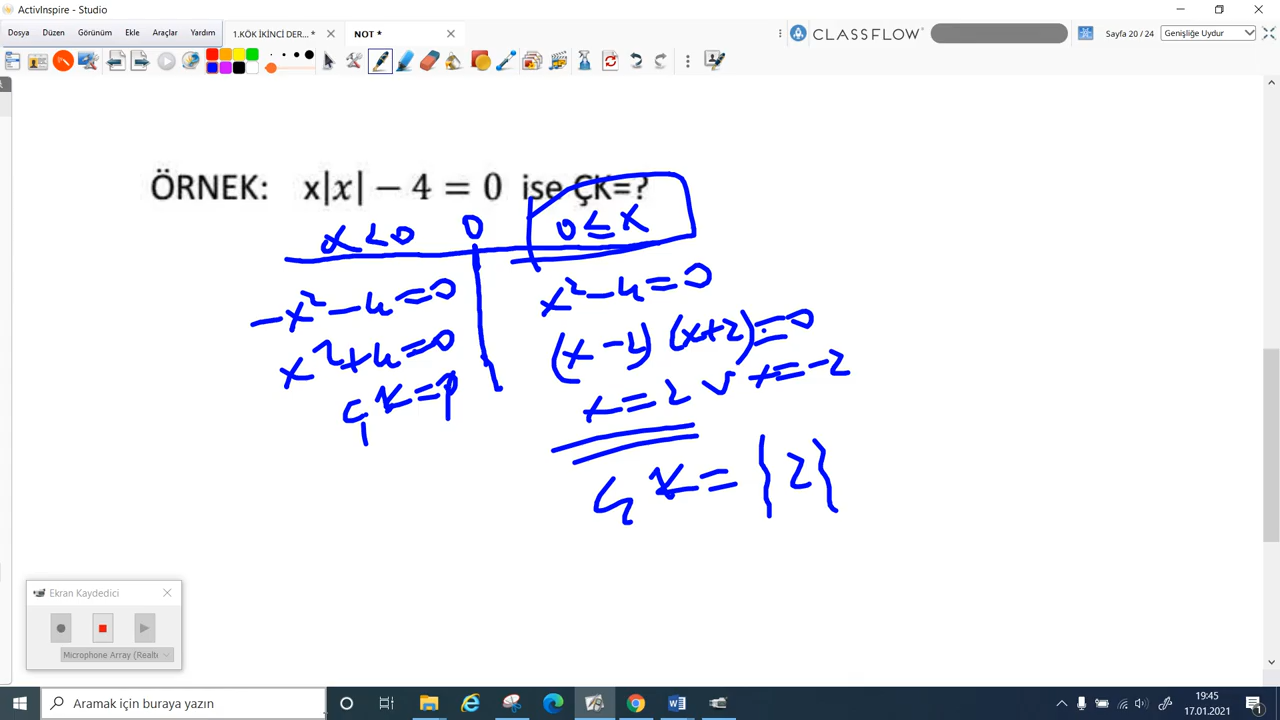 ActivInspire - Studio
Dosya Düzen Görünüm Ekle Araçlar Yardım
1.KÖK İKİNCİ DER... *
NOT *
CLASSFLOW
Sayfa 20 / 24
Genişliğe Uydur
ÖRNEK: x|x| − 4 = 0 ise ÇK=?
x<0 0 0≤x
-x²-4=0
x²+4=0
ÇK=
x²-4=0
(x-2)(x+2)=0
x=2 v x=-2
ÇK={2}
Ekran Kaydedici
Microphone Array (Realt
Aramak için buraya yazın
19:45
17.01.2021
1